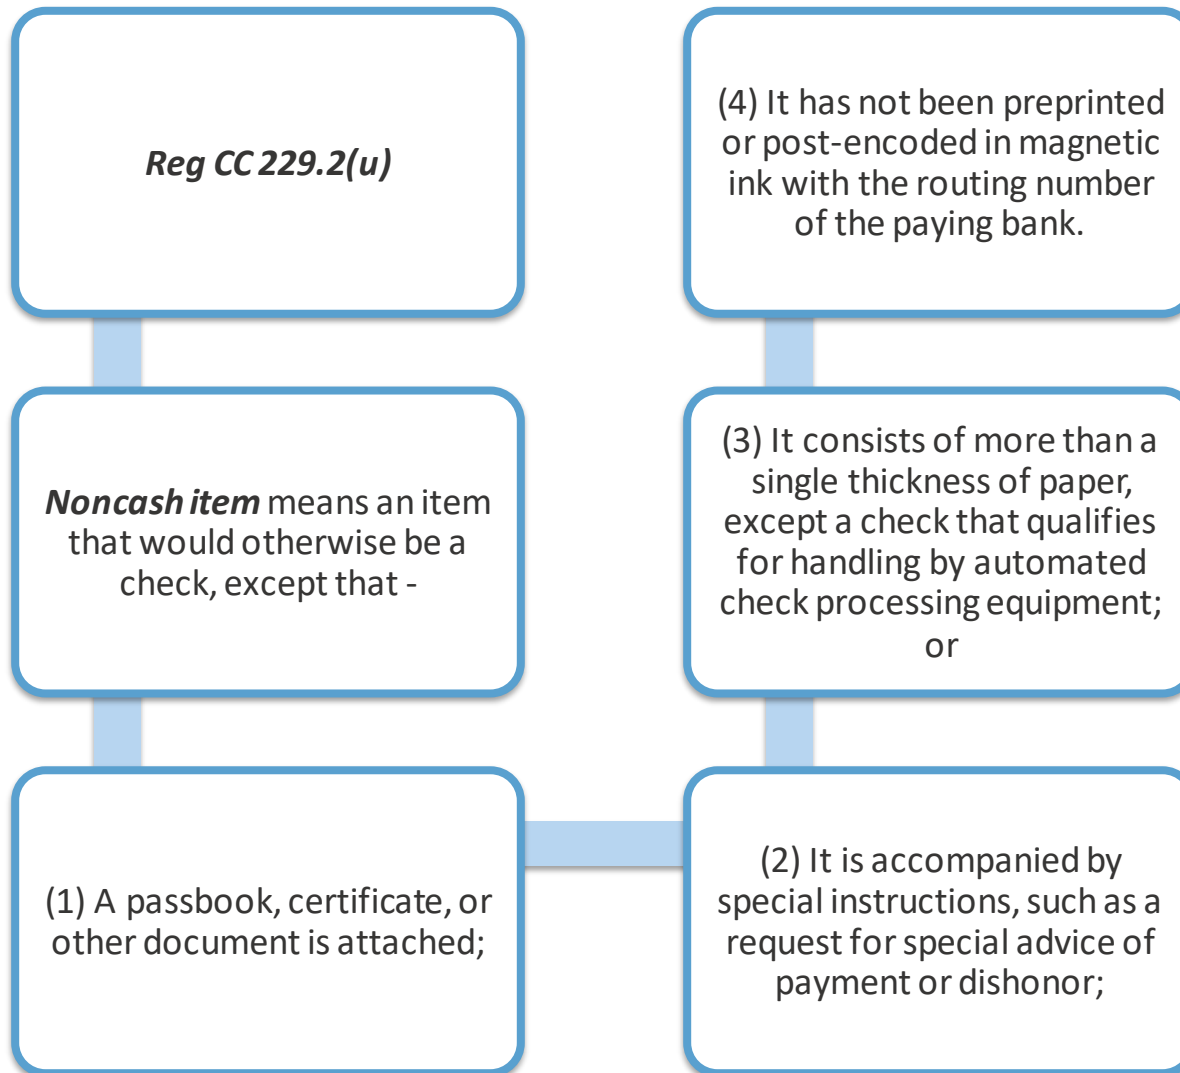 Reg CC 229.2(u)
Noncash item means an item
that would otherwise be a
check, except that -
(1) A passbook, certificate, or
other document is attached;
(2) It is accompanied by
special instructions, such as a
request for special advice of
payment or dishonor;
(3) It consists of more than a
single thickness of paper,
except a check that qualifies
for handling by automated
check processing equipment;
or
(4) It has not been preprinted
or post-encoded in magnetic
ink with the routing number
of the paying bank.